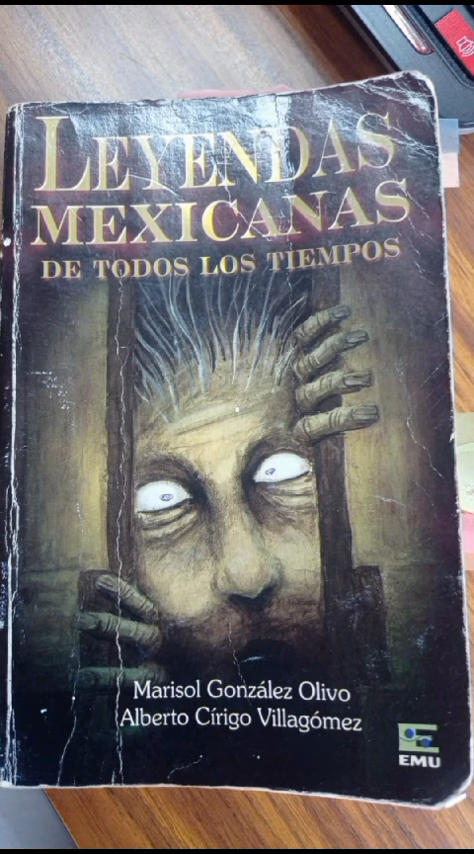 LEYENDAS
MEXICANAS
DE TODOS LOS TIEMPOS
Marisol González Olivo
Alberto Círigo Villagómez
EMU